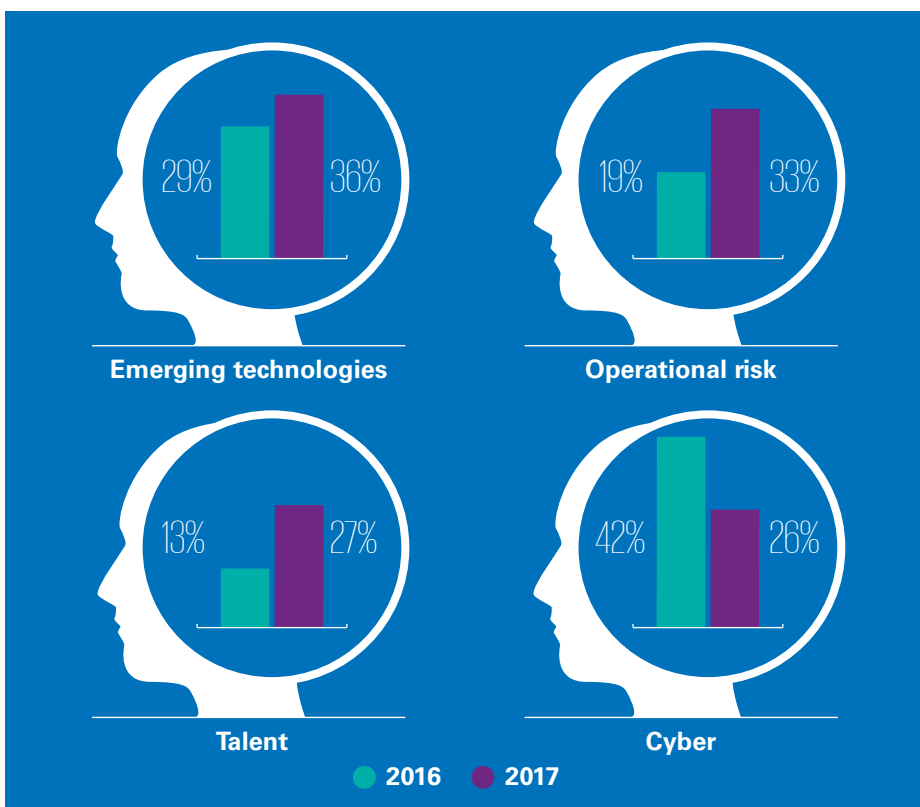 29% 36%
19% 33%
Emerging technologies
Operational risk
13% 27%
42% 26%
Talent
Cyber
2016 2017